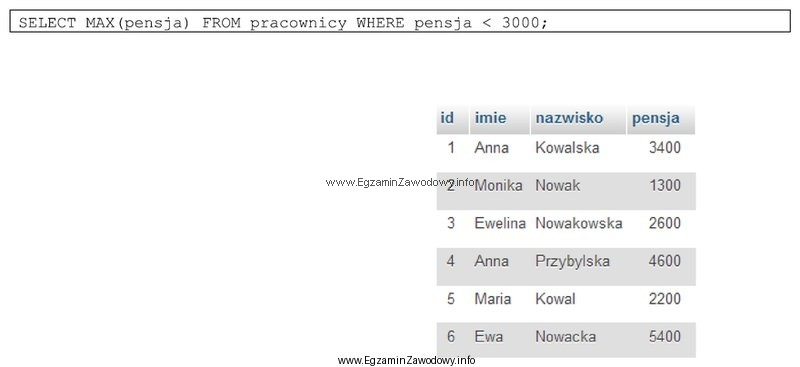 SELECT MAX(pensja) FROM pracownicy WHERE pensja < 3000;
id imie nazwisko pensja
1 Anna Kowalska 3400
www.EgzaminZawodowy.info
2 Monika Nowak 1300
3 Ewelina Nowakowska 2600
4 Anna Przybylska 4600
5 Maria Kowal 2200
6 Ewa Nowacka 5400
www.EgzaminZawodowy.info